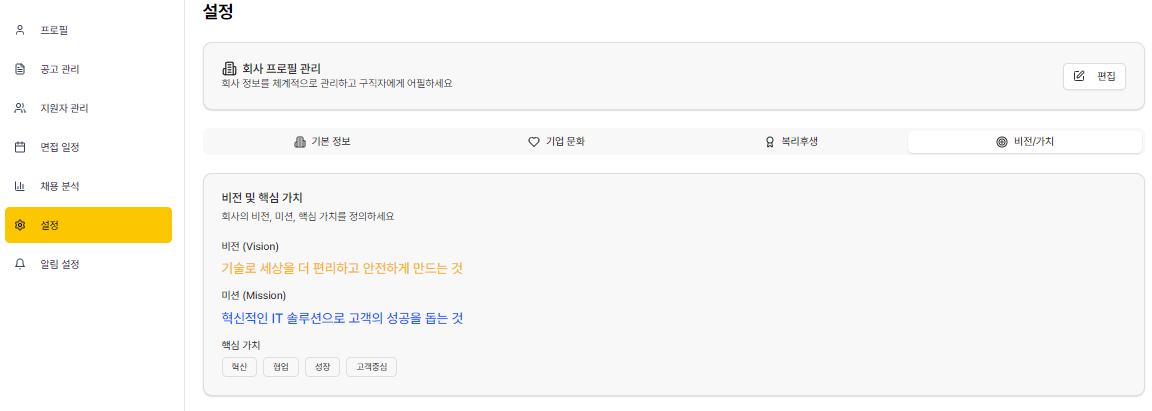 설정
프로필
공고 관리
지원자 관리
면접 일정
채용 분석
설정
알림 설정
회사 프로필 관리
회사 정보를 체계적으로 관리하고 구직자에게 어필하세요
편집
기본 정보
기업 문화
복리후생
비전/가치
비전 및 핵심 가치
회사의 비전, 미션, 핵심 가치를 정의하세요
비전 (Vision)
기술로 세상을 더 편리하고 안전하게 만드는 것
미션 (Mission)
혁신적인 IT 솔루션으로 고객의 성공을 돕는 것
핵심 가치
혁신
협업
성장
고객중심